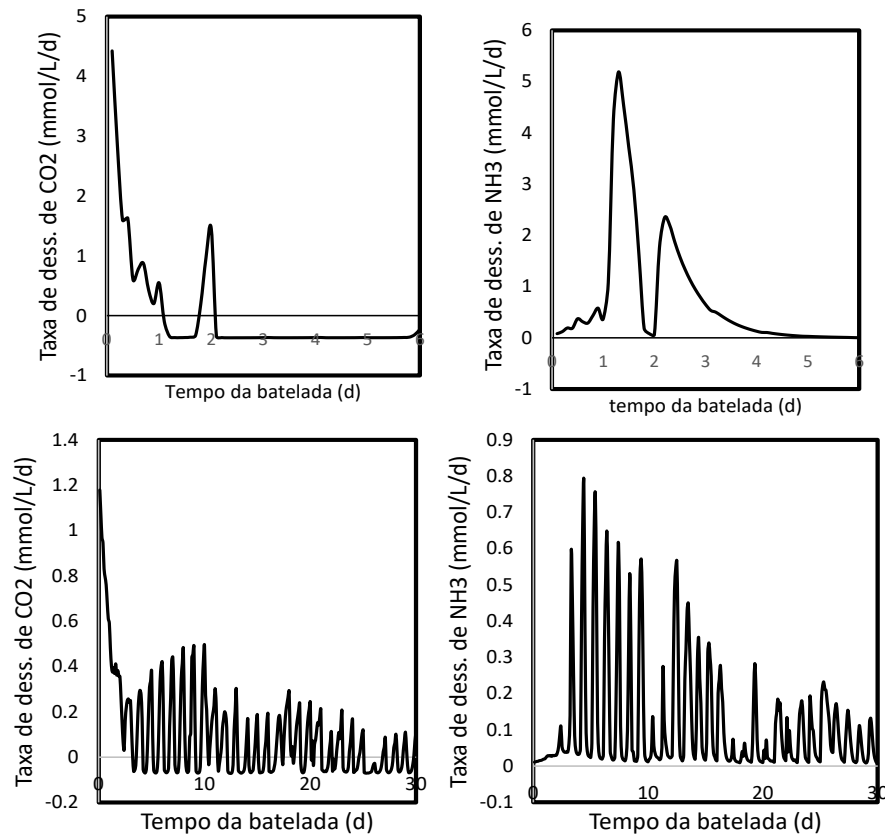 Taxa de dess. de CO2 (mmol/L/d)
5
4
3
2
1
0
-1
0 1 2 3 4 5 6
Tempo da batelada (d)
Taxa de dess. de NH3 (mmol/L/d)
6
5
4
3
2
1
0
-1
0 1 2 3 4 5 6
tempo da batelada (d)
Taxa de dess. de CO2 (mmol/L/d)
1.4
1.2
1
0.8
0.6
0.4
0.2
0
-0.2
0 10 20 30
Tempo da batelada (d)
Taxa de dess. de NH3 (mmol/L/d)
0.9
0.8
0.7
0.6
0.5
0.4
0.3
0.2
0.1
0
-0.1
0 10 20 30
Tempo da batelada (d)